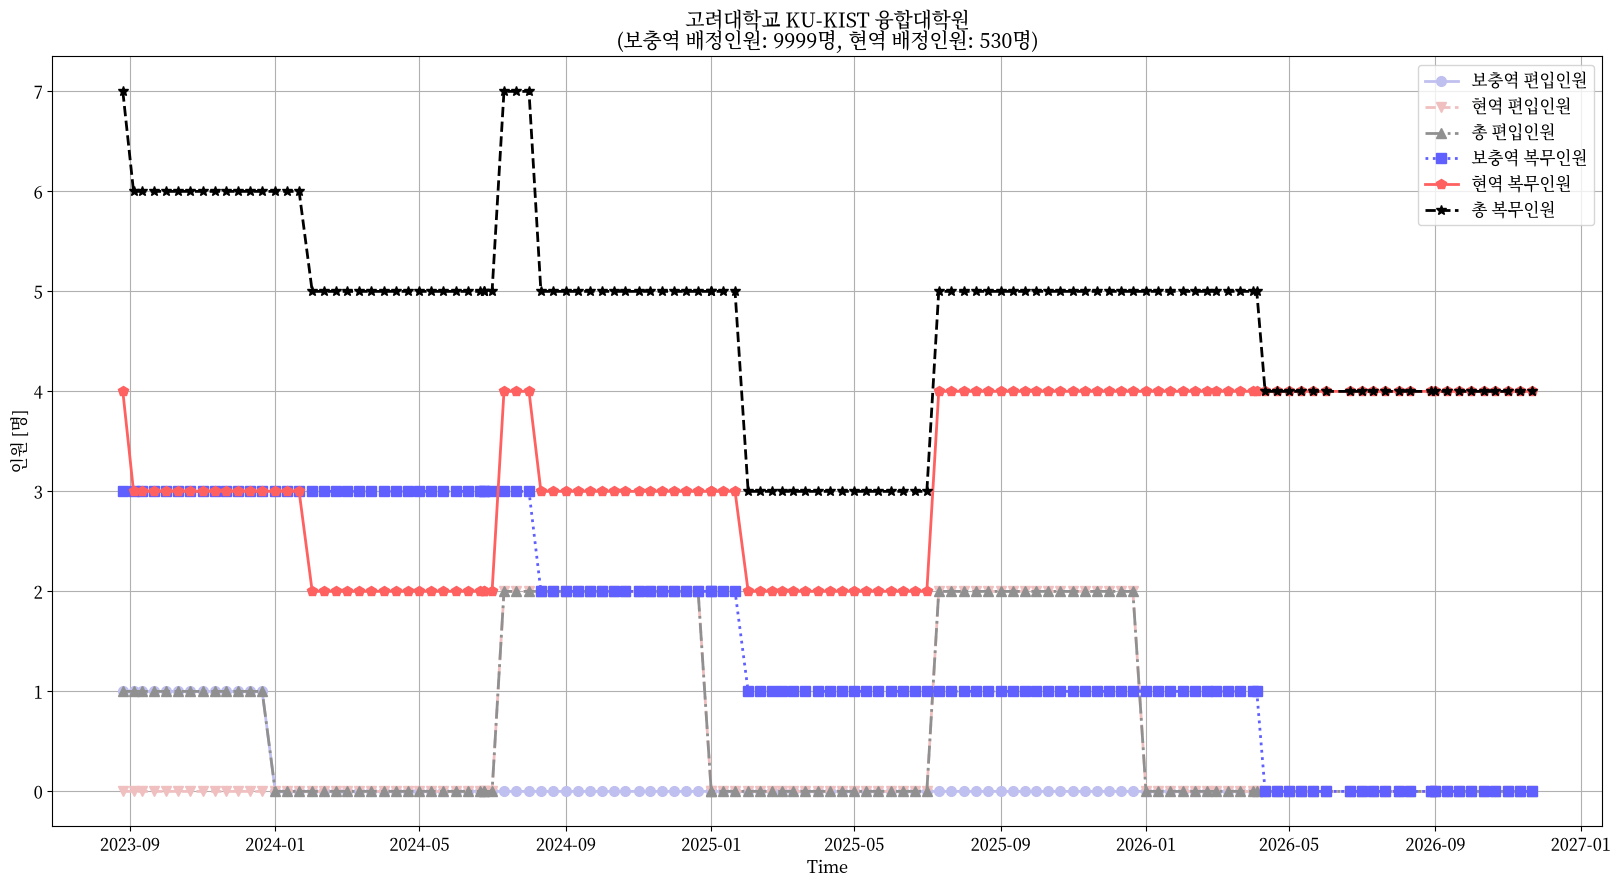 고려대학교 KU-KIST 융합대학원
(보충역 배정인원: 9999명, 현역 배정인원: 530명)
보충역 편입인원
현역 편입인원
총 편입인원
보충역 복무인원
현역 복무인원
총 복무인원
인원 [명]
7
6
5
4
3
2
1
0
2023-09 2024-01 2024-05 2024-09 2025-01 2025-05 2025-09 2026-01 2026-05 2026-09 2027-01
Time